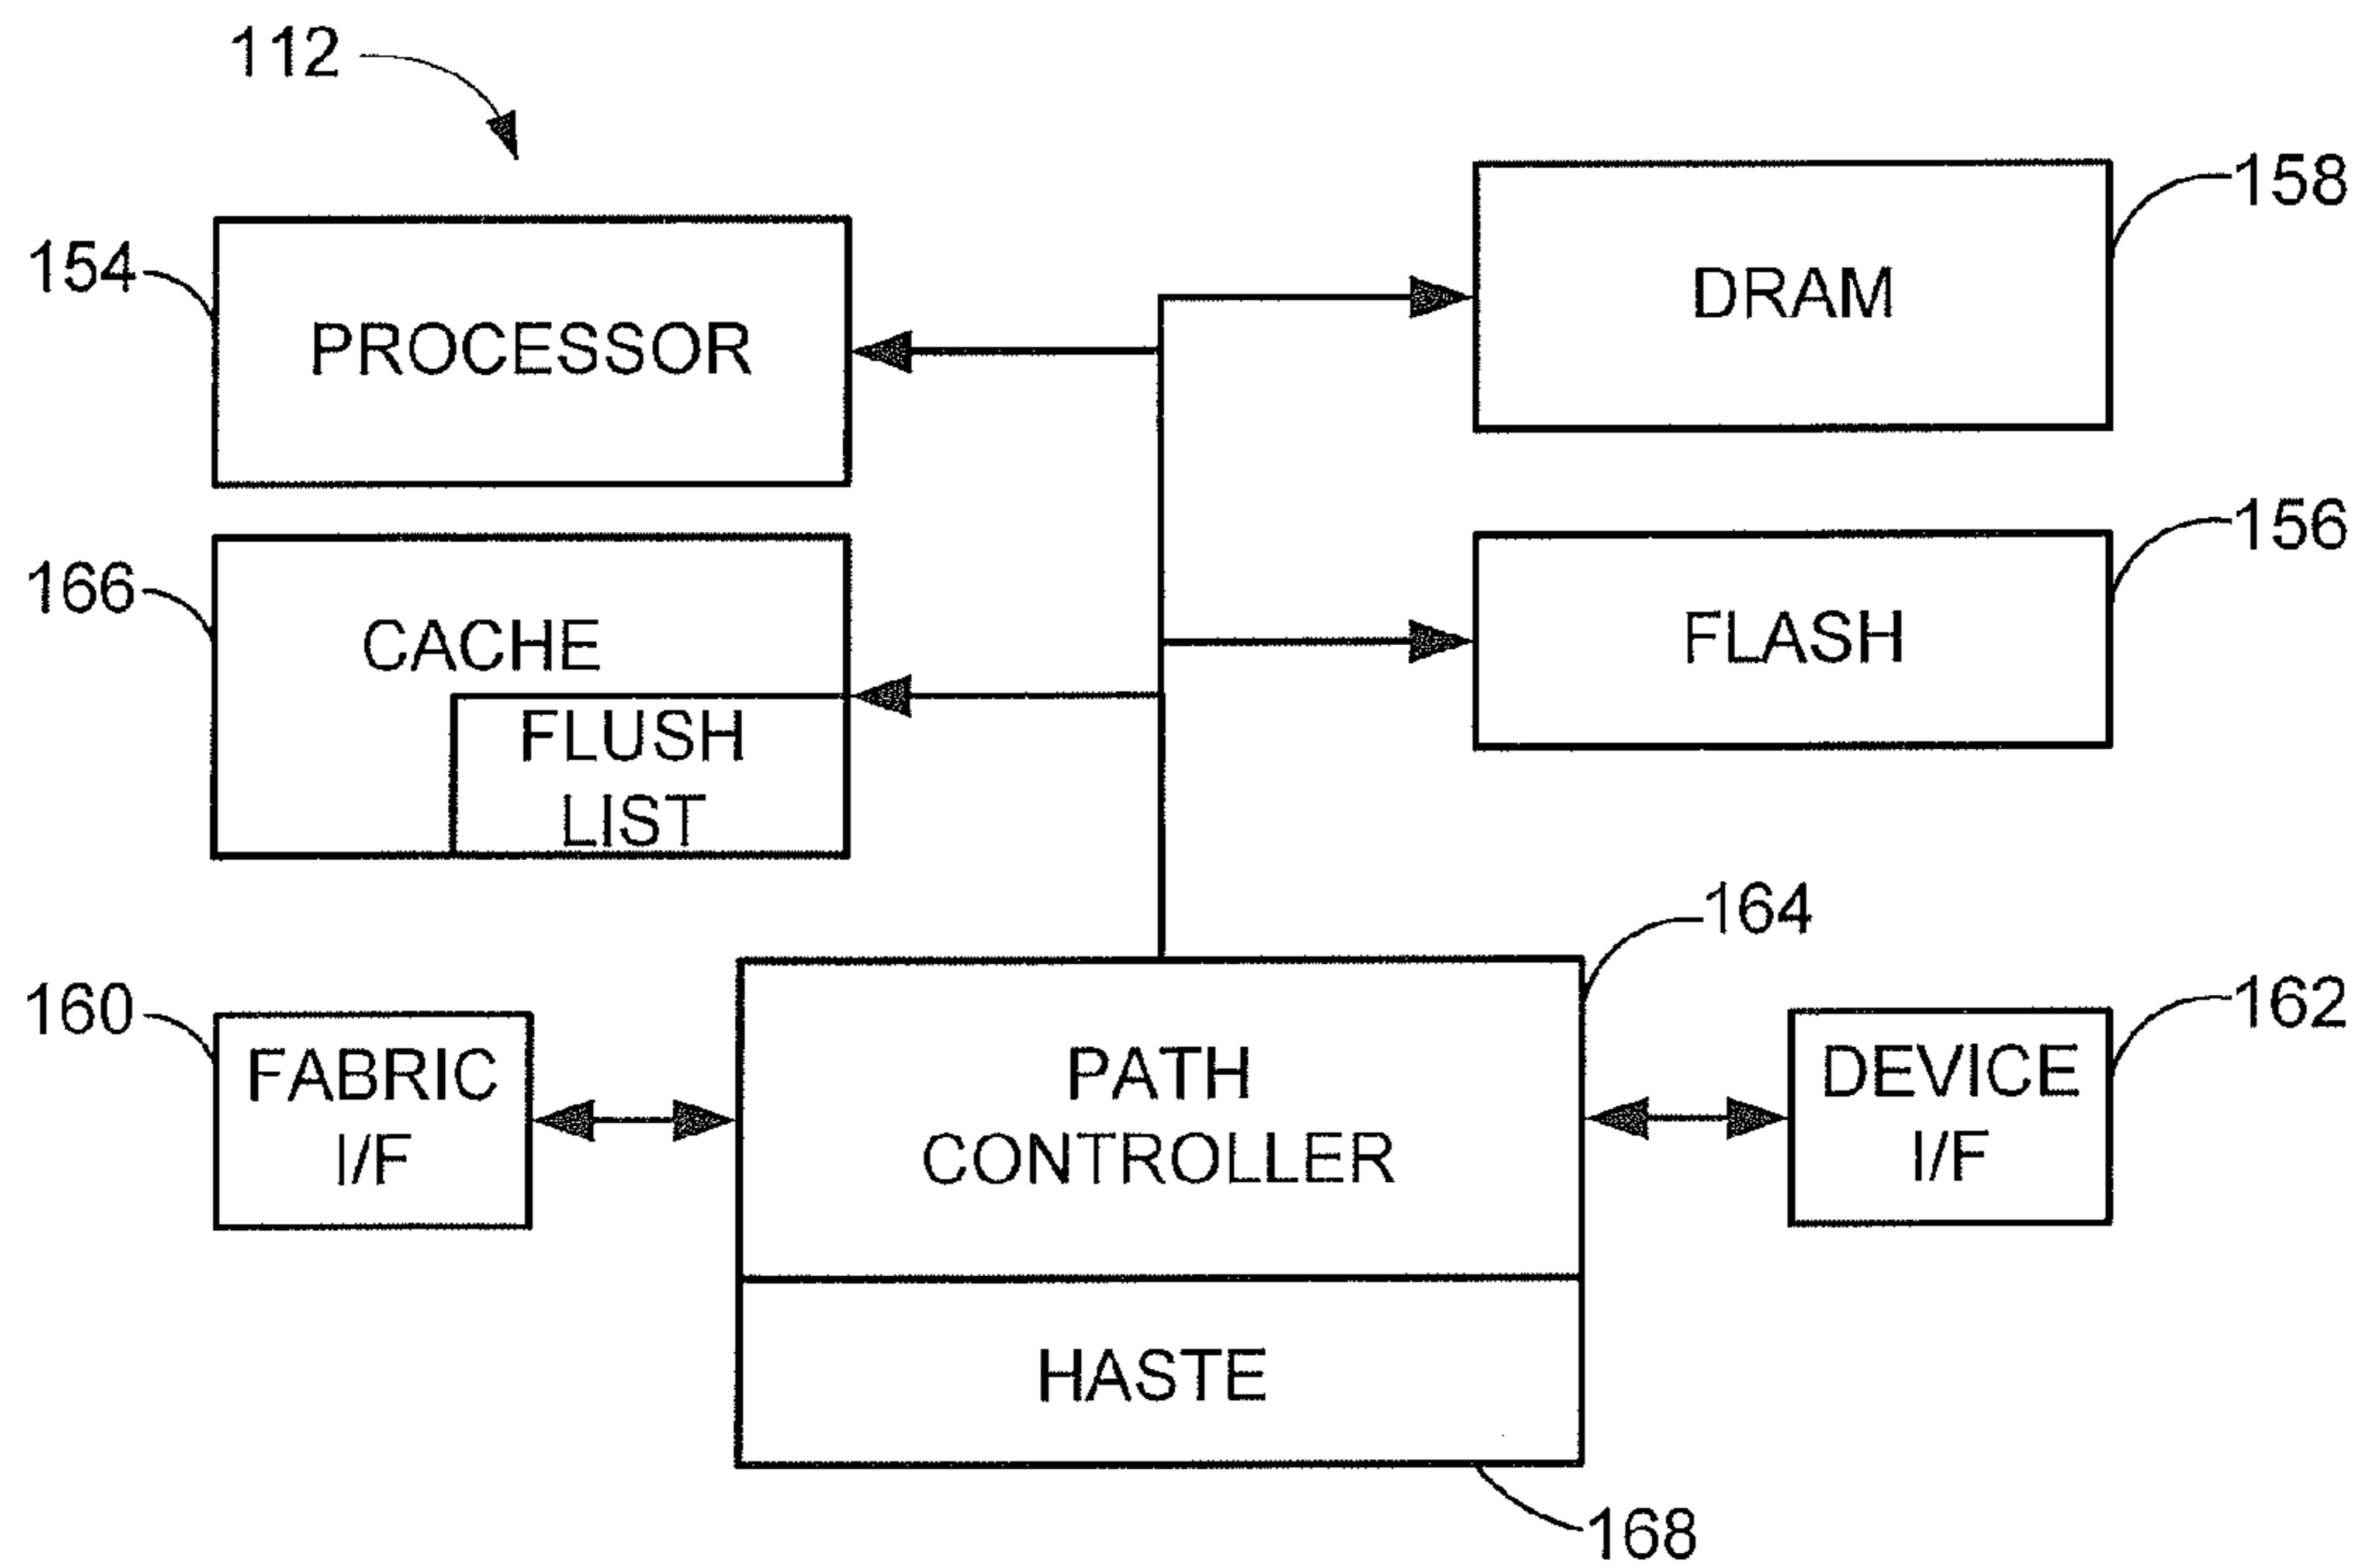 112
158
154
PROCESSOR
DRAM
156
166
CACHE
FLASH
FLUSH
LIST
164
160
162
FABRIC
I/F
PATH
CONTROLLER
DEVICE
I/F
HASTE
168